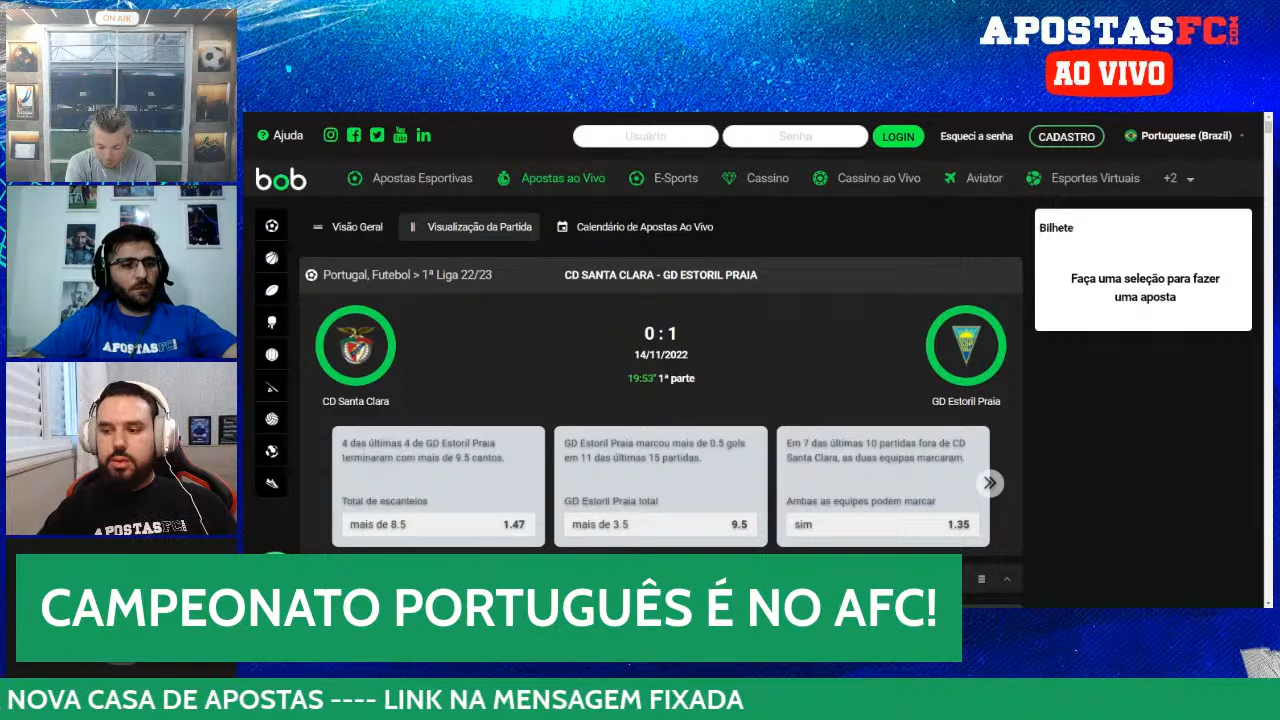 ON AIR
APOSTASFC.COM
AO VIVO
APOSTASFC
APOSTASFC
Ajuda
Usuário
Senha
LOGIN
Esqueci a senha
CADASTRO
Portuguese (Brazil)
bob
Apostas Esportivas
Apostas ao Vivo
E-Sports
Cassino
Cassino ao Vivo
Aviator
Esportes Virtuais
+2
Visão Geral
Visualização da Partida
Calendário de Apostas Ao Vivo
Bilhete
Faça uma seleção para fazer
uma aposta
Portugal, Futebol > 1ª Liga 22/23
CD SANTA CLARA - GD ESTORIL PRAIA
0 : 1
14/11/2022
19:53" 1ª parte
CD Santa Clara
GD Estoril Praia
4 das últimas 4 de GD Estoril Praia
terminaram com mais de 9.5 cantos.
Total de escanteios
mais de 8.5 1.47
GD Estoril Praia marcou mais de 0.5 gols
em 11 das últimas 15 partidas.
GD Estoril Praia total
mais de 3.5 9.5
Em 7 das últimas 10 partidas fora de CD
Santa Clara, as duas equipas marcaram.
Ambas as equipes podem marcar
sim 1.35
CAMPEONATO PORTUGUÊS É NO AFC!
NOVA CASA DE APOSTAS ---- LINK NA MENSAGEM FIXADA